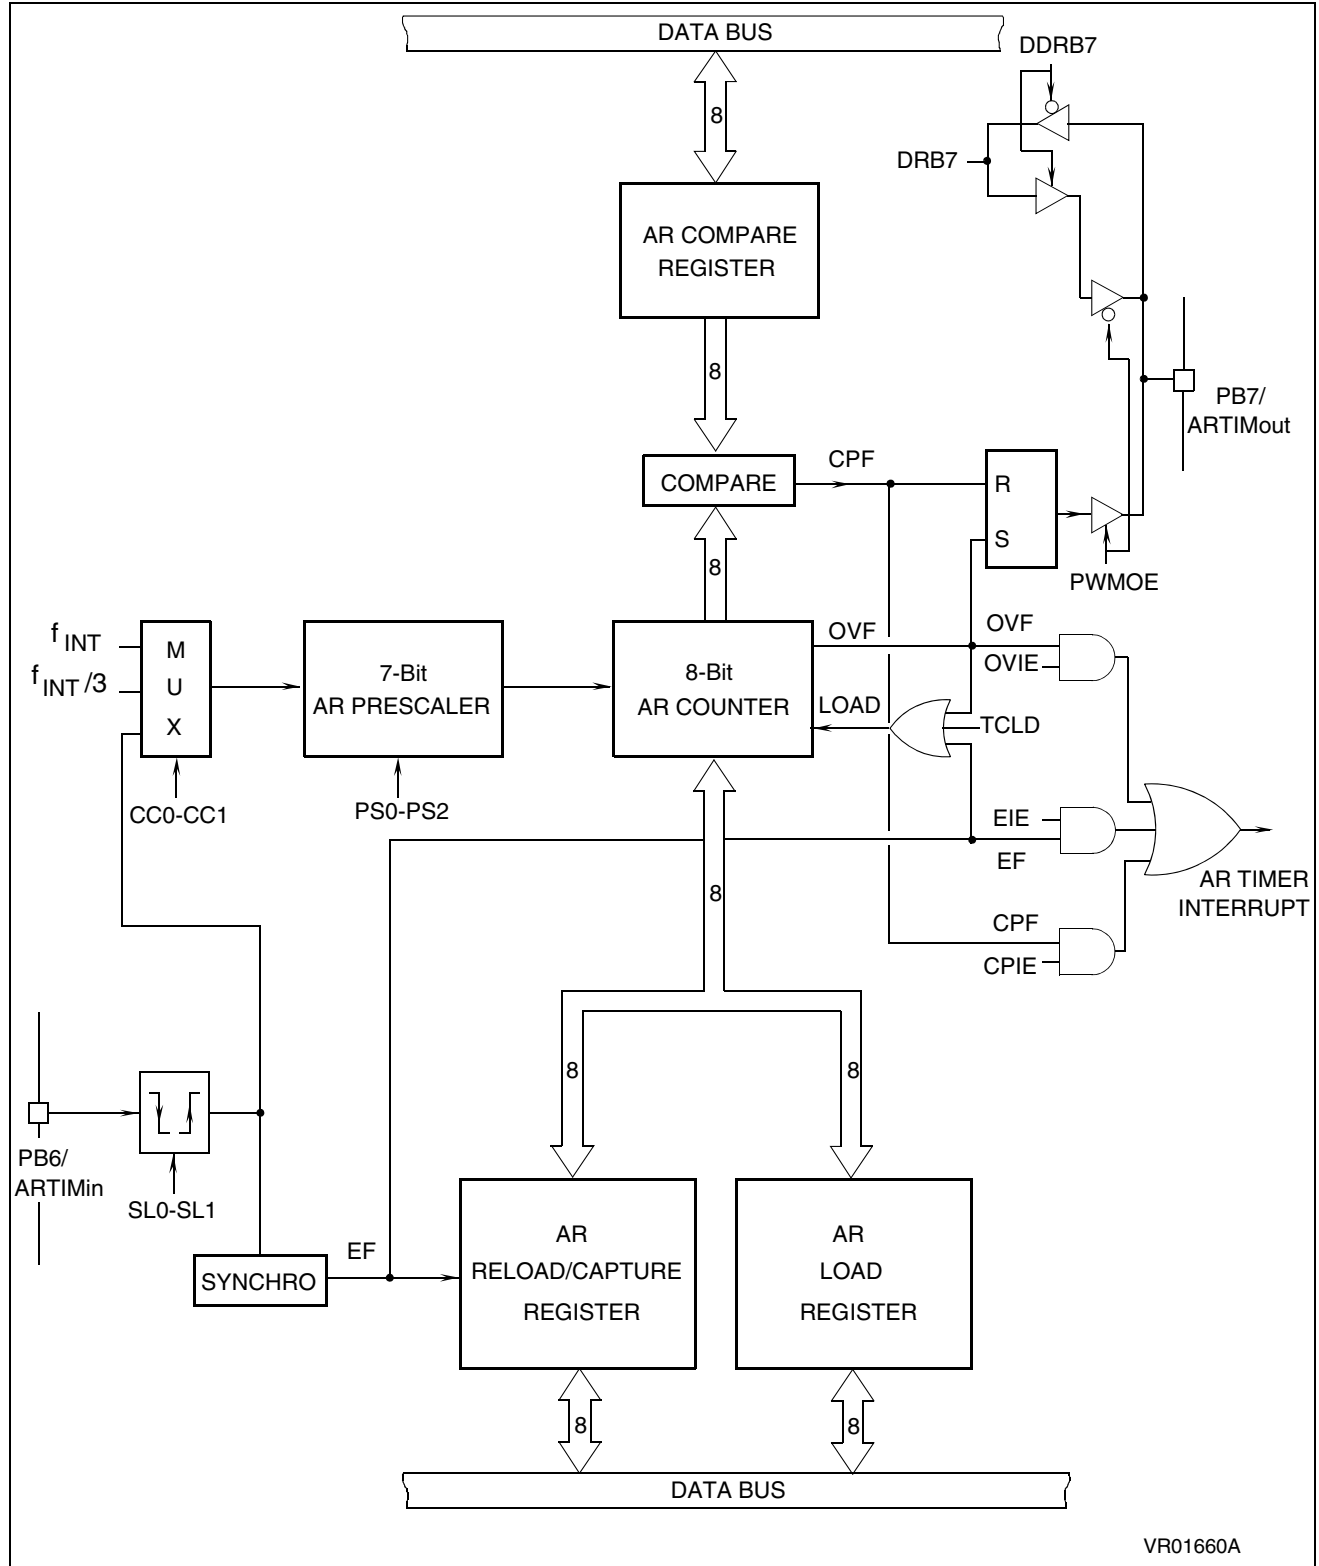 DATA BUS
DDRB7
8
DRB7
AR COMPARE
REGISTER
8
PB7/
ARTIMout
CPF
COMPARE
R
S
8
PWMOE
f INT
f INT /3
M
U
X
7-Bit
AR PRESCALER
8-Bit
AR COUNTER
OVF
OVF
OVIE
LOAD
TCLD
CC0-CC1
PS0-PS2
EIE
EF
AR TIMER
INTERRUPT
8
CPF
CPIE
8
8
PB6/
ARTIMin
SL0-SL1
EF
SYNCHRO
AR
RELOAD/CAPTURE
REGISTER
AR
LOAD
REGISTER
8
8
DATA BUS
VR01660A